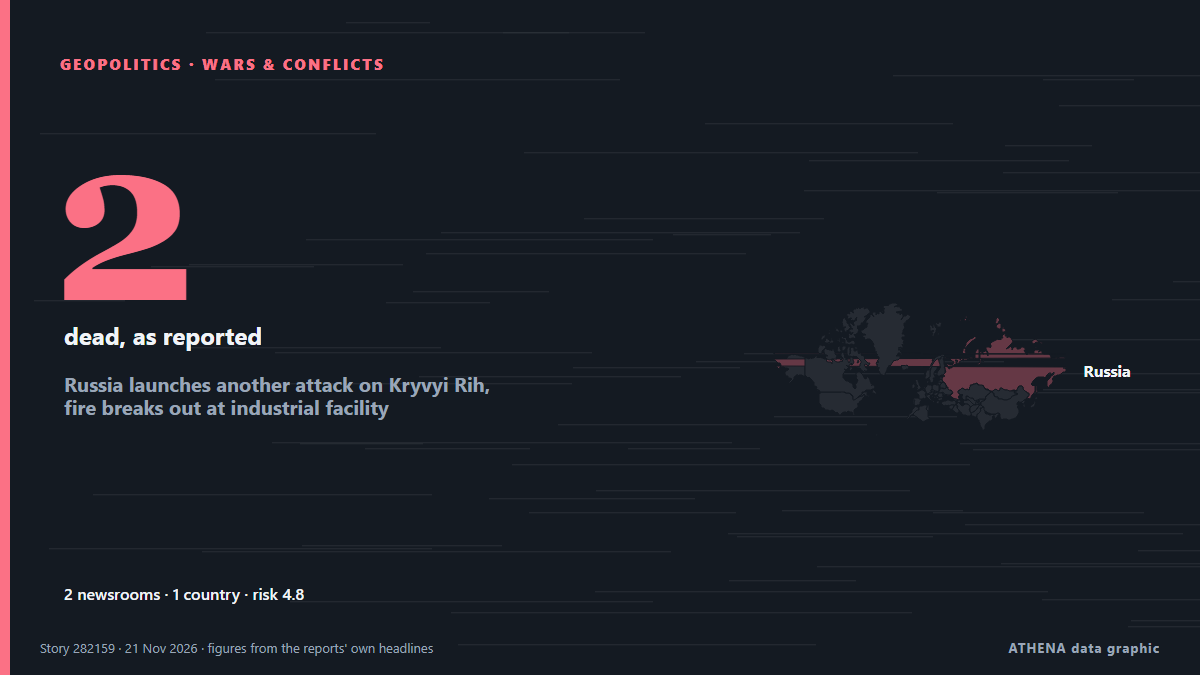 GEOPOLITICS · WARS & CONFLICTS
2
dead, as reported
Russia launches another attack on Kryvyi Rih,
fire breaks out at industrial facility
Russia
2 newsrooms · 1 country · risk 4.8
Story 282159 · 21 Nov 2026 · figures from the reports' own headlines
ATHENA data graphic